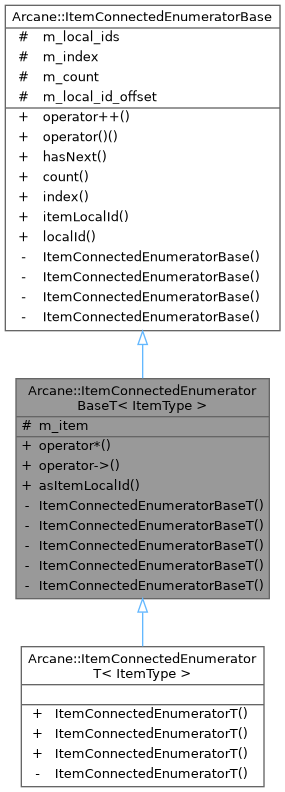 Arcane::ItemConnectedEnumeratorBase
# m_local_ids
# m_index
# m_count
# m_local_id_offset
+ operator++()
+ operator()()
+ hasNext()
+ count()
+ index()
+ itemLocalId()
+ localId()
- ItemConnectedEnumeratorBase()
- ItemConnectedEnumeratorBase()
- ItemConnectedEnumeratorBase()
- ItemConnectedEnumeratorBase()
Arcane::ItemConnectedEnumerator
BaseT< ItemType >
# m_item
+ operator*()
+ operator->()
+ asItemLocalId()
- ItemConnectedEnumeratorBaseT()
- ItemConnectedEnumeratorBaseT()
- ItemConnectedEnumeratorBaseT()
- ItemConnectedEnumeratorBaseT()
- ItemConnectedEnumeratorBaseT()
Arcane::ItemConnectedEnumerator
T< ItemType >
+ ItemConnectedEnumeratorT()
+ ItemConnectedEnumeratorT()
+ ItemConnectedEnumeratorT()
- ItemConnectedEnumeratorT()